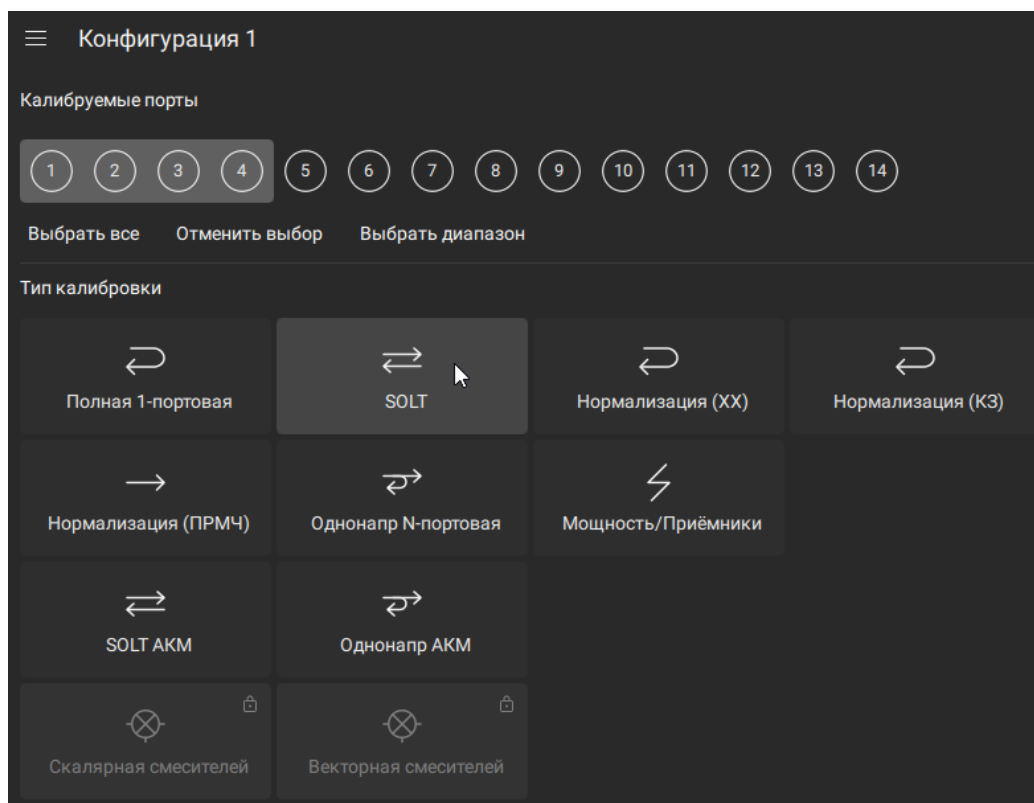 Конфигурация 1
Калибруемые порты
1 2 3 4 5 6 7 8 9 10 11 12 13 14
Выбрать все Отменить выбор Выбрать диапазон
Тип калибровки
Полная 1-портовая SOLT Нормализация (ХХ) Нормализация (КЗ)
Нормализация (ПРМЧ) Однонапр N-портовая Мощность/Приёмники
SOLT АКМ Однонапр АКМ
Скалярная смесителей Векторная смесителей